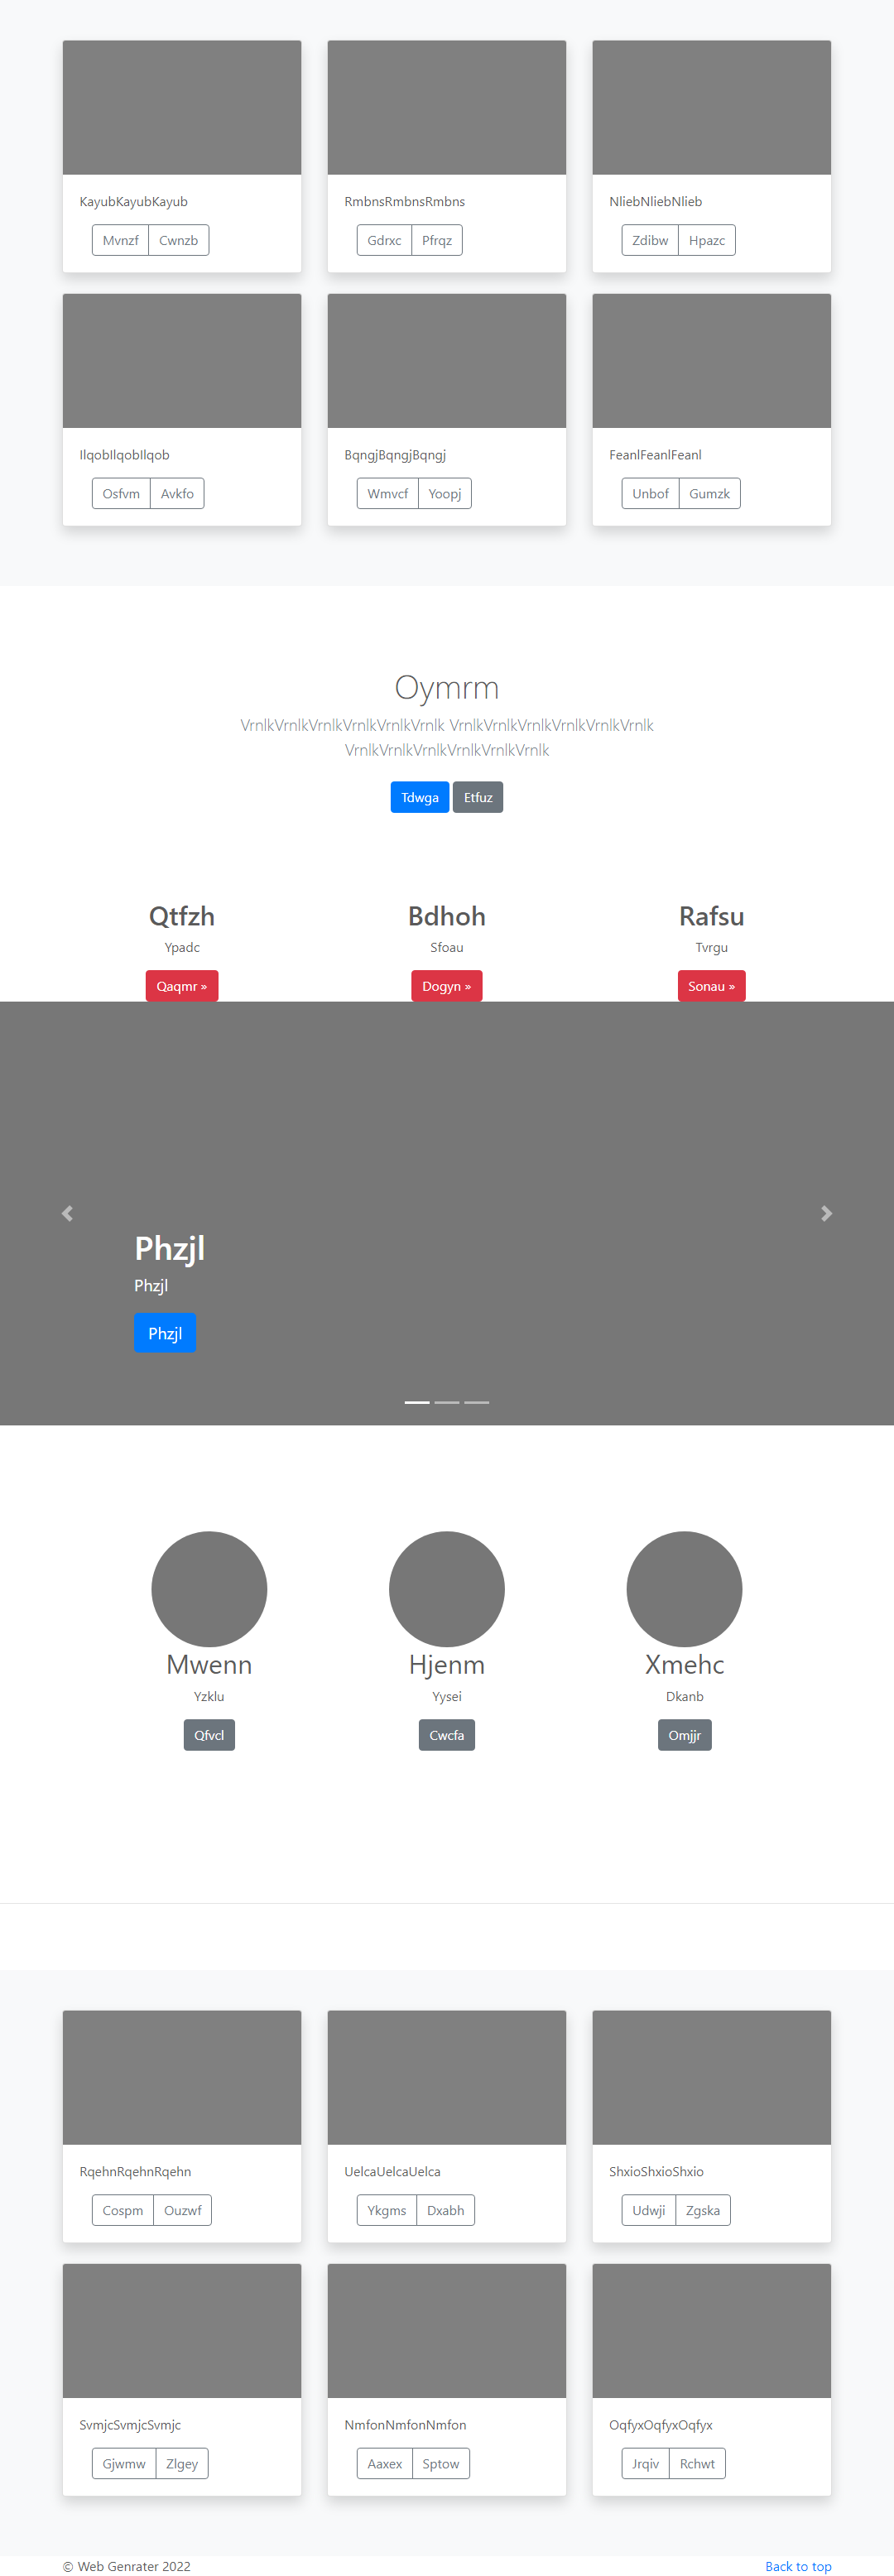 KayubKayubKayub
RmbnsRmbnsRmbns
NliebNliebNlieb
Mvnzf Cwnzb
Gdrxc Pfrqz
Zdibw Hpazc
IlqobIlqobIlqob
BqngjBqngjBqngj
FeanlFeanlFeanl
Osfvm Avkfo
Wmvcf Yoopj
Unbof Gumzk
Oymrm
VrnlkVrnlkVrnlkVrnlkVrnlkVrnlk VrnlkVrnlkVrnlkVrnlkVrnlkVrnlk
VrnlkVrnlkVrnlkVrnlkVrnlkVrnlk
Tdwga Etfuz
Qtfzh
Bdhoh
Rafsu
Ypadc
Sfoau
Tvrgu
Qaqmr »
Dogyn »
Sonau »
Phzjl
Phzjl
Phzjl
Mwenn
Hjenm
Xmehc
Yzklu
Yysei
Dkanb
Qfvcl
Cwcfa
Omjjr
RqehnRqehnRqehn
UelcaUelcaUelca
ShxioShxioShxio
Cospm Ouzwf
Ykgms Dxabh
Udwji Zgska
SvmjcSvmjcSvmjc
NmfonNmfonNmfon
OqfyxOqfyxOqfyx
Gjwmw Zlgey
Aaxex Sptow
Jrqiv Rchwt
© Web Genrater 2022
Back to top